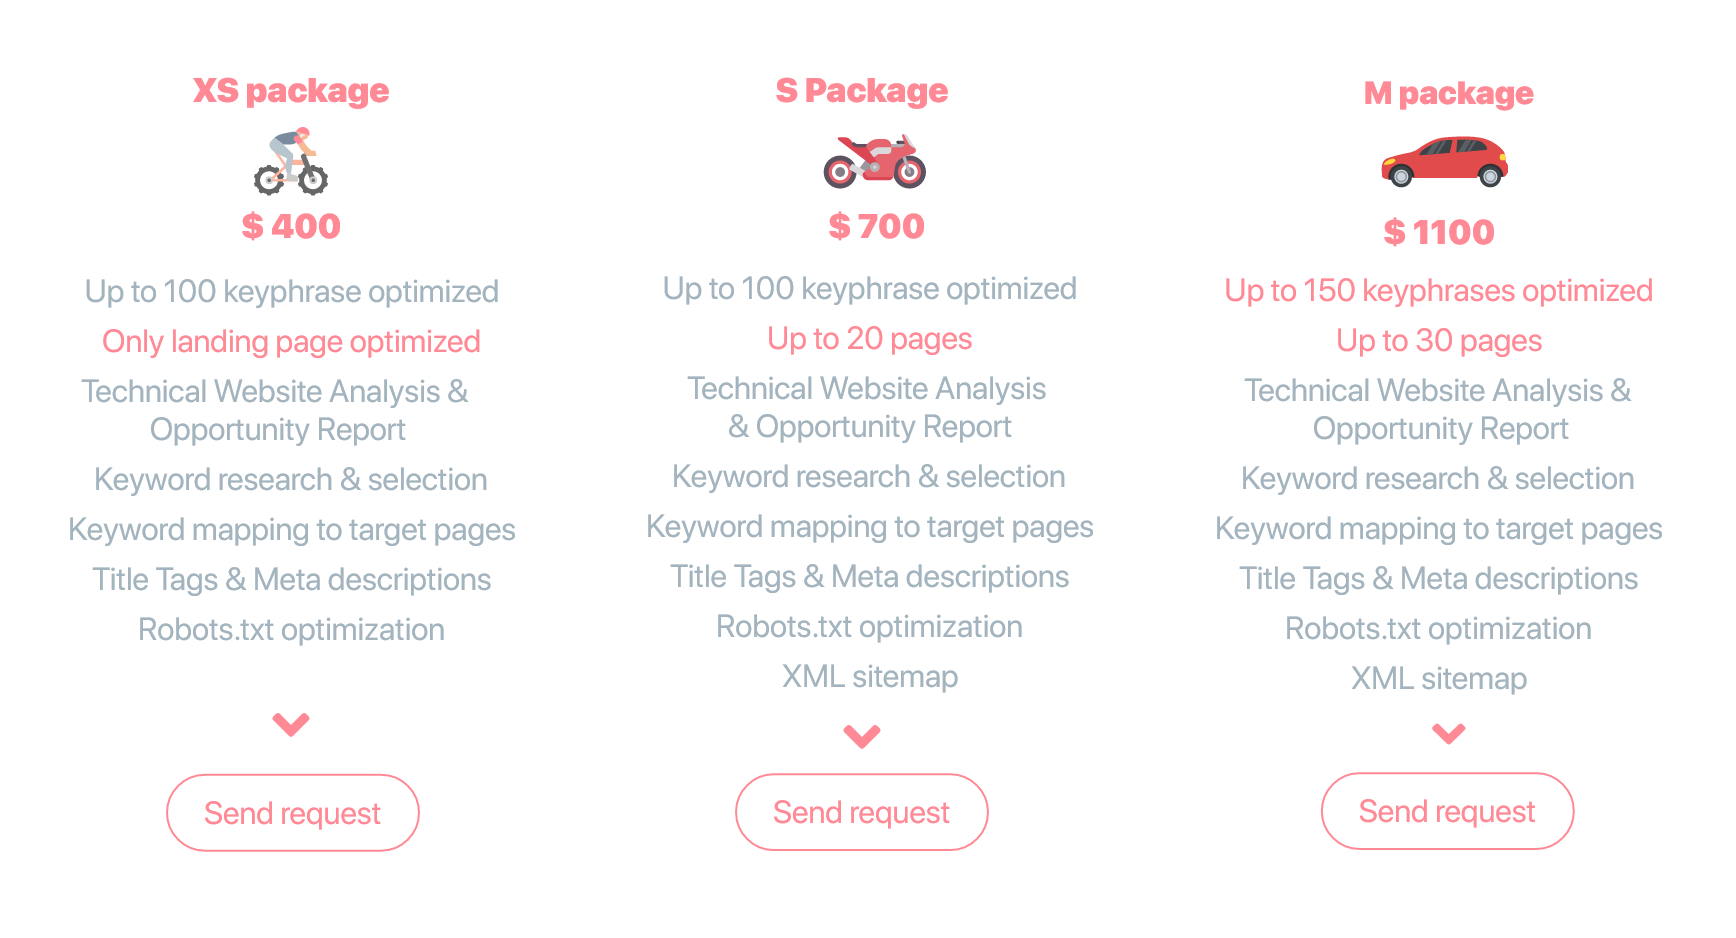 XS package
$ 400
Up to 100 keyphrase optimized
Only landing page optimized
Technical Website Analysis &
Opportunity Report
Keyword research & selection
Keyword mapping to target pages
Title Tags & Meta descriptions
Robots.txt optimization
Send request
S Package
$ 700
Up to 100 keyphrase optimized
Up to 20 pages
Technical Website Analysis
& Opportunity Report
Keyword research & selection
Keyword mapping to target pages
Title Tags & Meta descriptions
Robots.txt optimization
XML sitemap
Send request
M package
$ 1100
Up to 150 keyphrases optimized
Up to 30 pages
Technical Website Analysis &
Opportunity Report
Keyword research & selection
Keyword mapping to target pages
Title Tags & Meta descriptions
Robots.txt optimization
XML sitemap
Send request